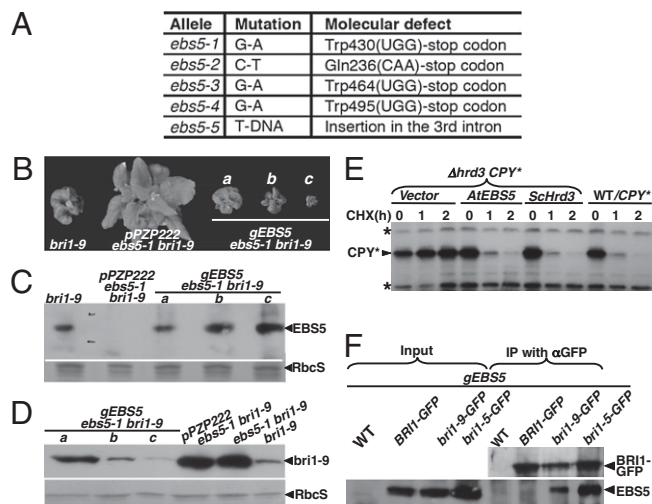 A
Allele Mutation Molecular defect
ebs5-1 G-A Trp430(UGG)-stop codon
ebs5-2 C-T Gln236(CAA)-stop codon
ebs5-3 G-A Trp464(UGG)-stop codon
ebs5-4 G-A Trp495(UGG)-stop codon
ebs5-5 T-DNA Insertion in the 3rd intron
B
a b c
bri1-9
pPZP222
ebs5-1 bri1-9
gEBS5
ebs5-1 bri1-9
C
bri1-9
pPZP222
ebs5-1
bri1-9
gEBS5
ebs5-1 bri1-9
a b c
EBS5
RbcS
D
gEBS5
ebs5-1 bri1-9
a b c
pPZP222
ebs5-1 bri1-9
ebs5-1 bri1-9
bri1-9
bri1-9
RbcS
E
Δhrd3 CPY*
Vector AtEBS5 ScHrd3 WT/CPY*
CHX(h) 0 1 2 0 1 2 0 1 2 0 1 2
*
CPY*
*
F
Input IP with αGFP
gEBS5
WT BRI1-GFP bri1-9-GFP bri1-5-GFP WT BRI1-GFP bri1-9-GFP bri1-5-GFP
BRI1-
GFP
EBS5